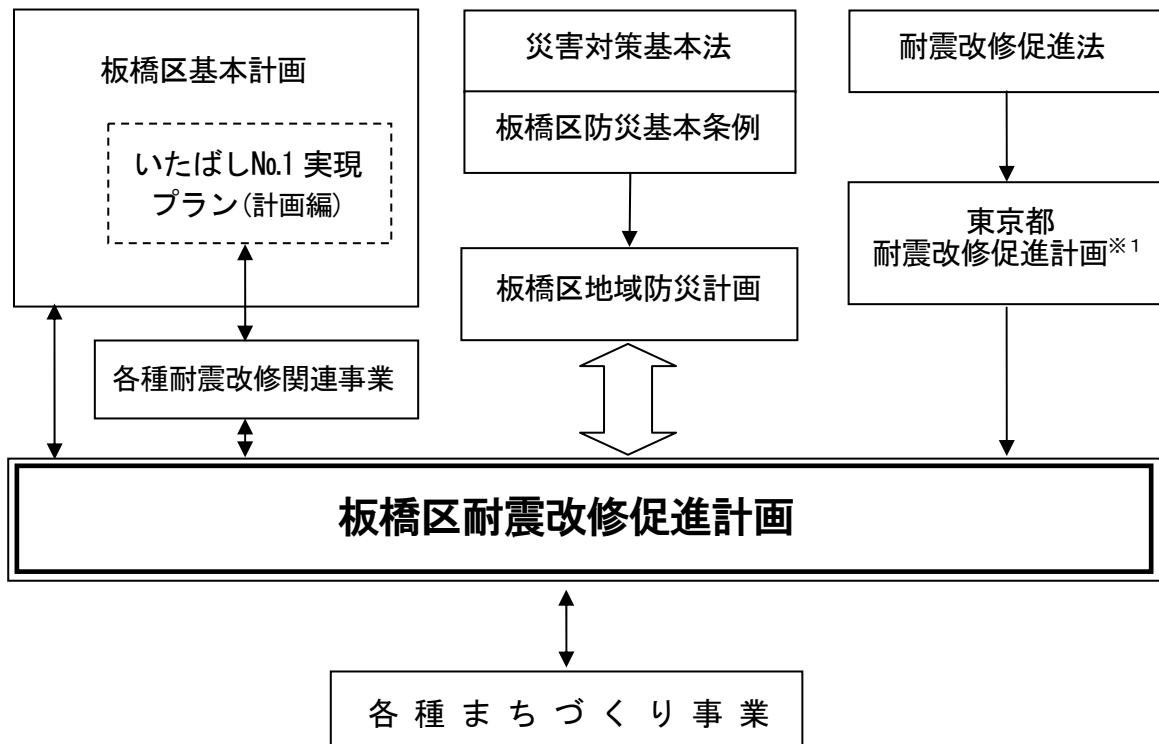 板橋区基本計画
いたばし№1 実現
プラン(計画編)
各種耐震改修関連事業
災害対策基本法
板橋区防災基本条例
板橋区地域防災計画
耐震改修促進法
東京都
耐震改修促進計画※1
板橋区耐震改修促進計画
各種まちづくり事業